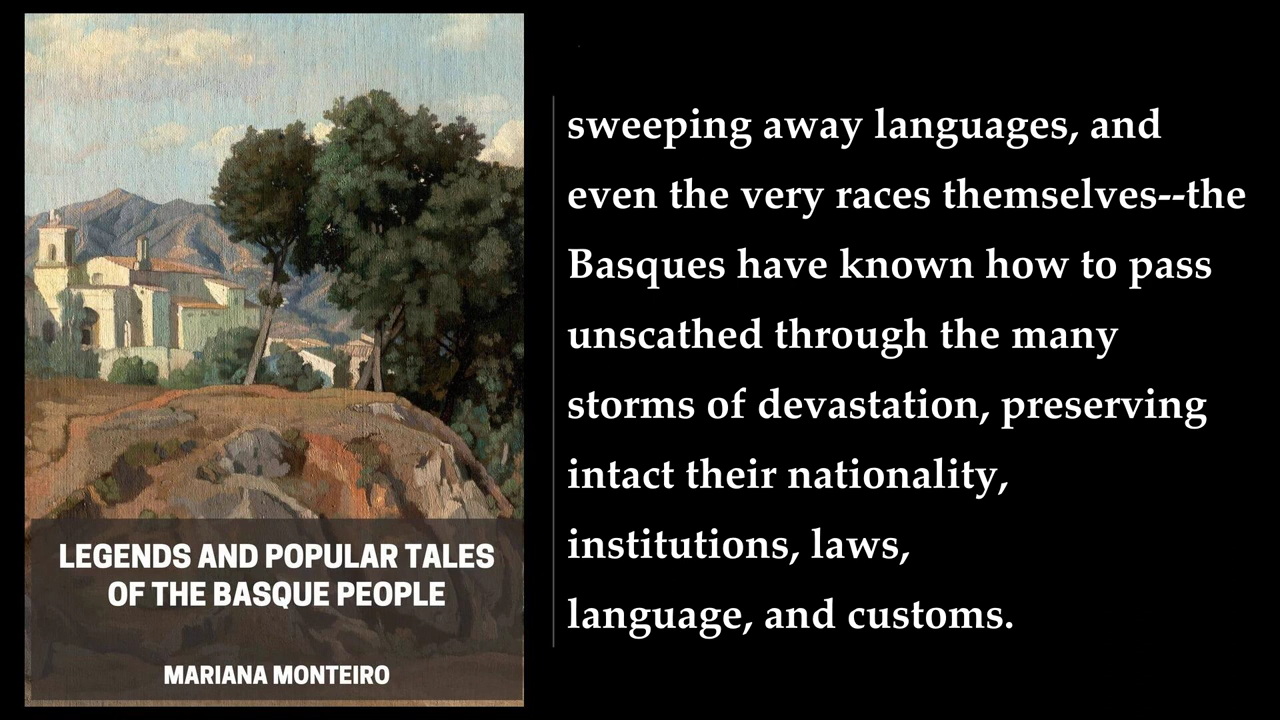 LEGENDS AND POPULAR TALES
OF THE BASQUE PEOPLE
MARIANA MONTEIRO
sweeping away languages, and
even the very races themselves--the
Basques have known how to pass
unscathed through the many
storms of devastation, preserving
intact their nationality,
institutions, laws,
language, and customs.